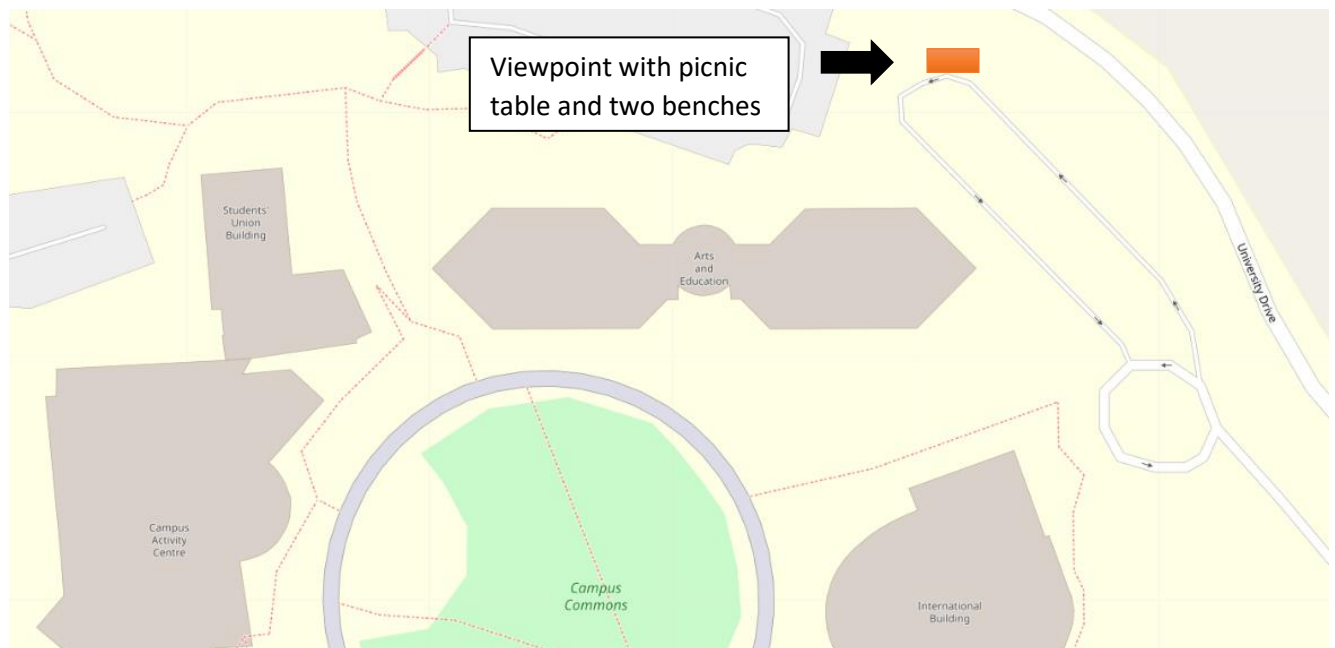 Viewpoint with picnic
table and two benches
Students'
Union
Building
Arts
and
Education
University Drive
Campus
Activity
Centre
Campus
Commons
International
Building